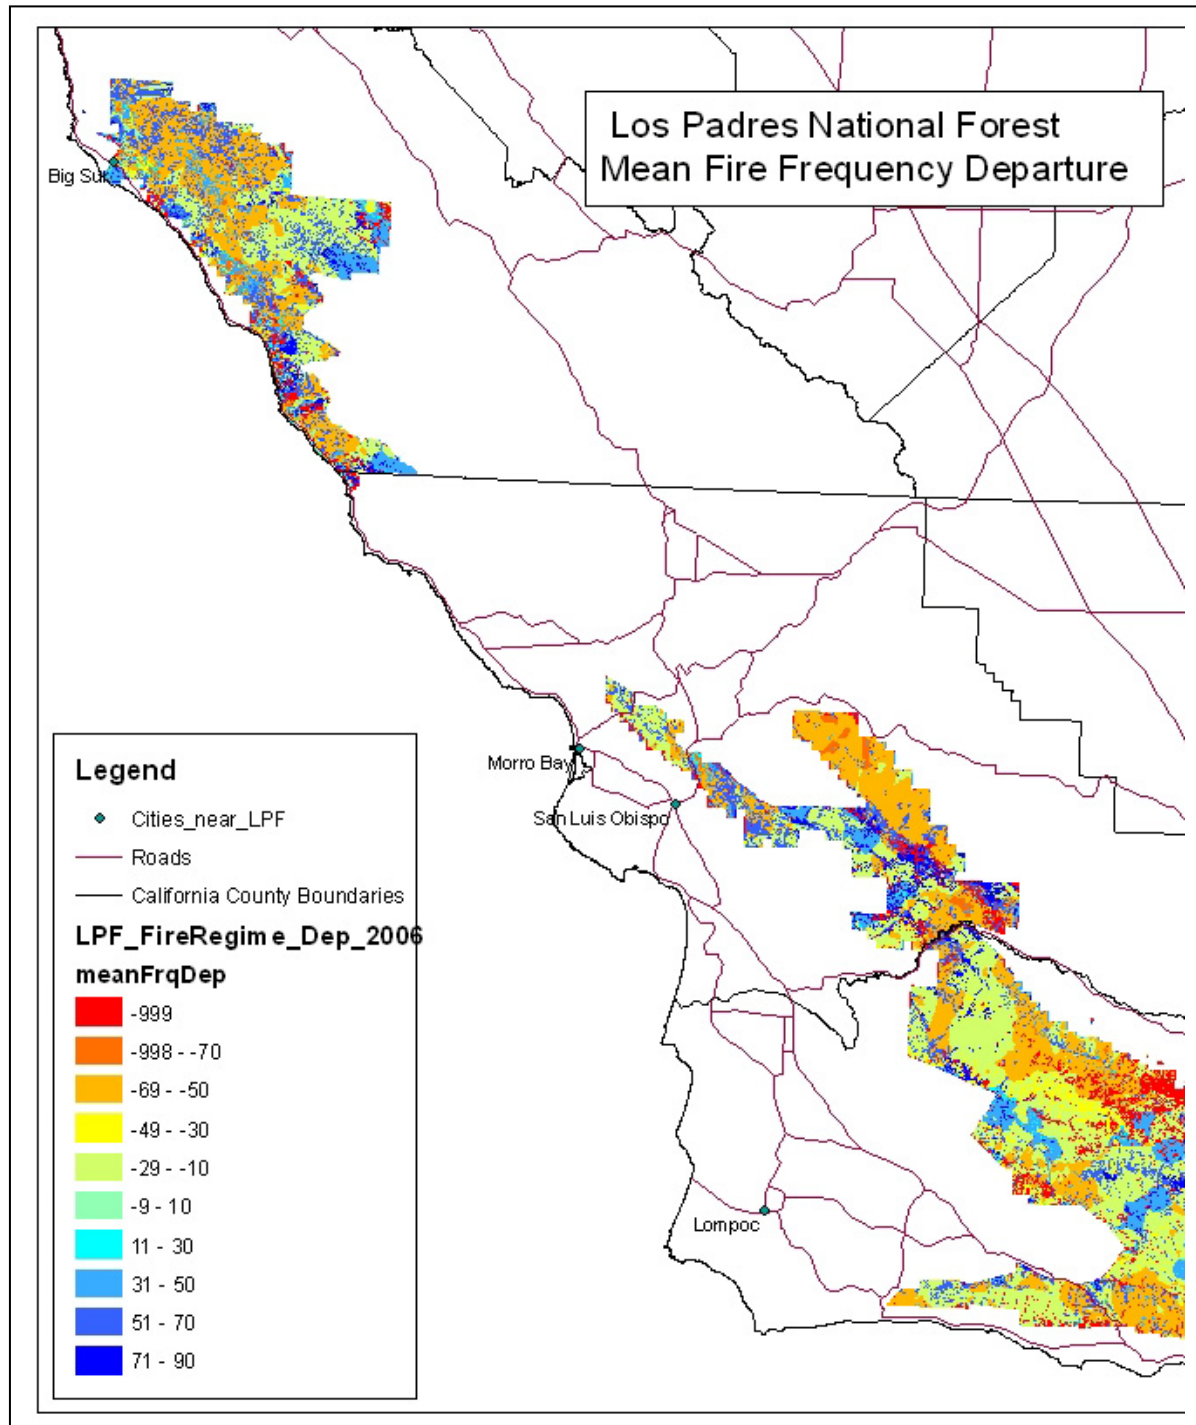 Los Padres National Forest
Mean Fire Frequency Departure
Big Sur
Morro Bay
San Luis Obispo
Lompoc
Legend
Cities_near_LPF
Roads
California County Boundaries
LPF_FireRegime_Dep_2006
meanFrqDep
-999
-998 - -70
-69 - -50
-49 - -30
-29 - -10
-9 - 10
11 - 30
31 - 50
51 - 70
71 - 90